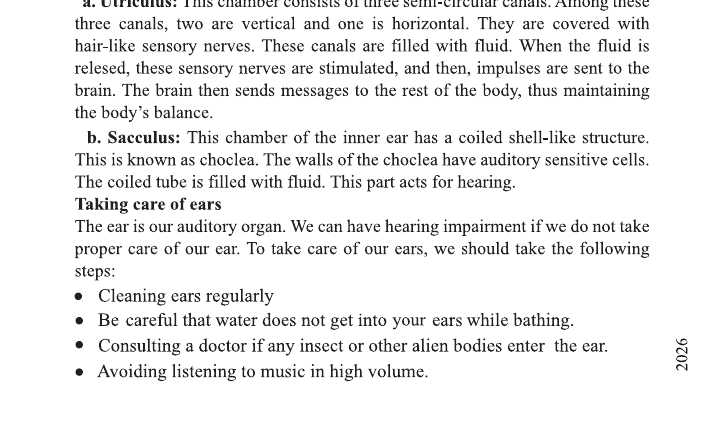 a. Utriculus: This chamber consists of three semi-circular canals. Among these
three canals, two are vertical and one is horizontal. They are covered with
hair-like sensory nerves. These canals are filled with fluid. When the fluid is
relesed, these sensory nerves are stimulated, and then, impulses are sent to the
brain. The brain then sends messages to the rest of the body, thus maintaining
the body’s balance.
b. Sacculus: This chamber of the inner ear has a coiled shell-like structure.
This is known as choclea. The walls of the choclea have auditory sensitive cells.
The coiled tube is filled with fluid. This part acts for hearing.
Taking care of ears
The ear is our auditory organ. We can have hearing impairment if we do not take
proper care of our ear. To take care of our ears, we should take the following
steps:
● Cleaning ears regularly
● Be careful that water does not get into your ears while bathing.
● Consulting a doctor if any insect or other alien bodies enter the ear.
● Avoiding listening to music in high volume.
2026